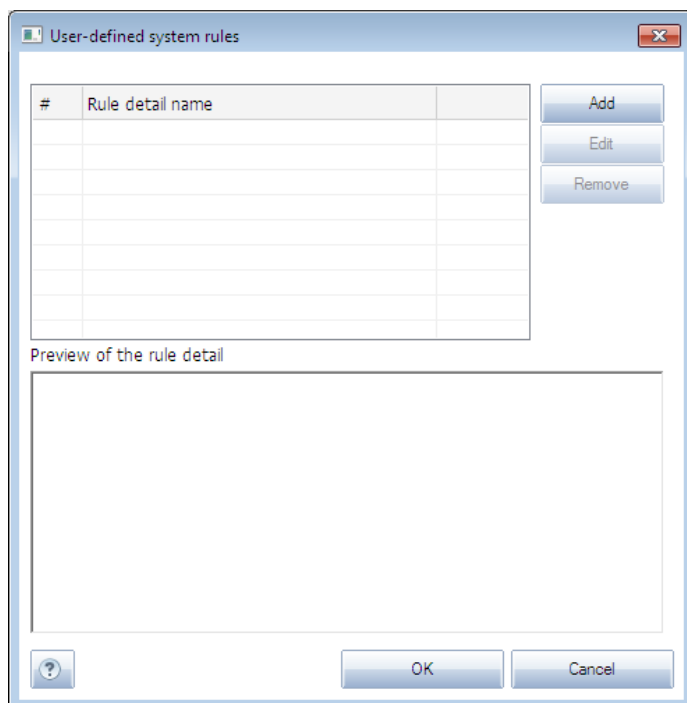 User-defined system rules
# Rule detail name
Add
Edit
Remove
Preview of the rule detail
?
OK Cancel